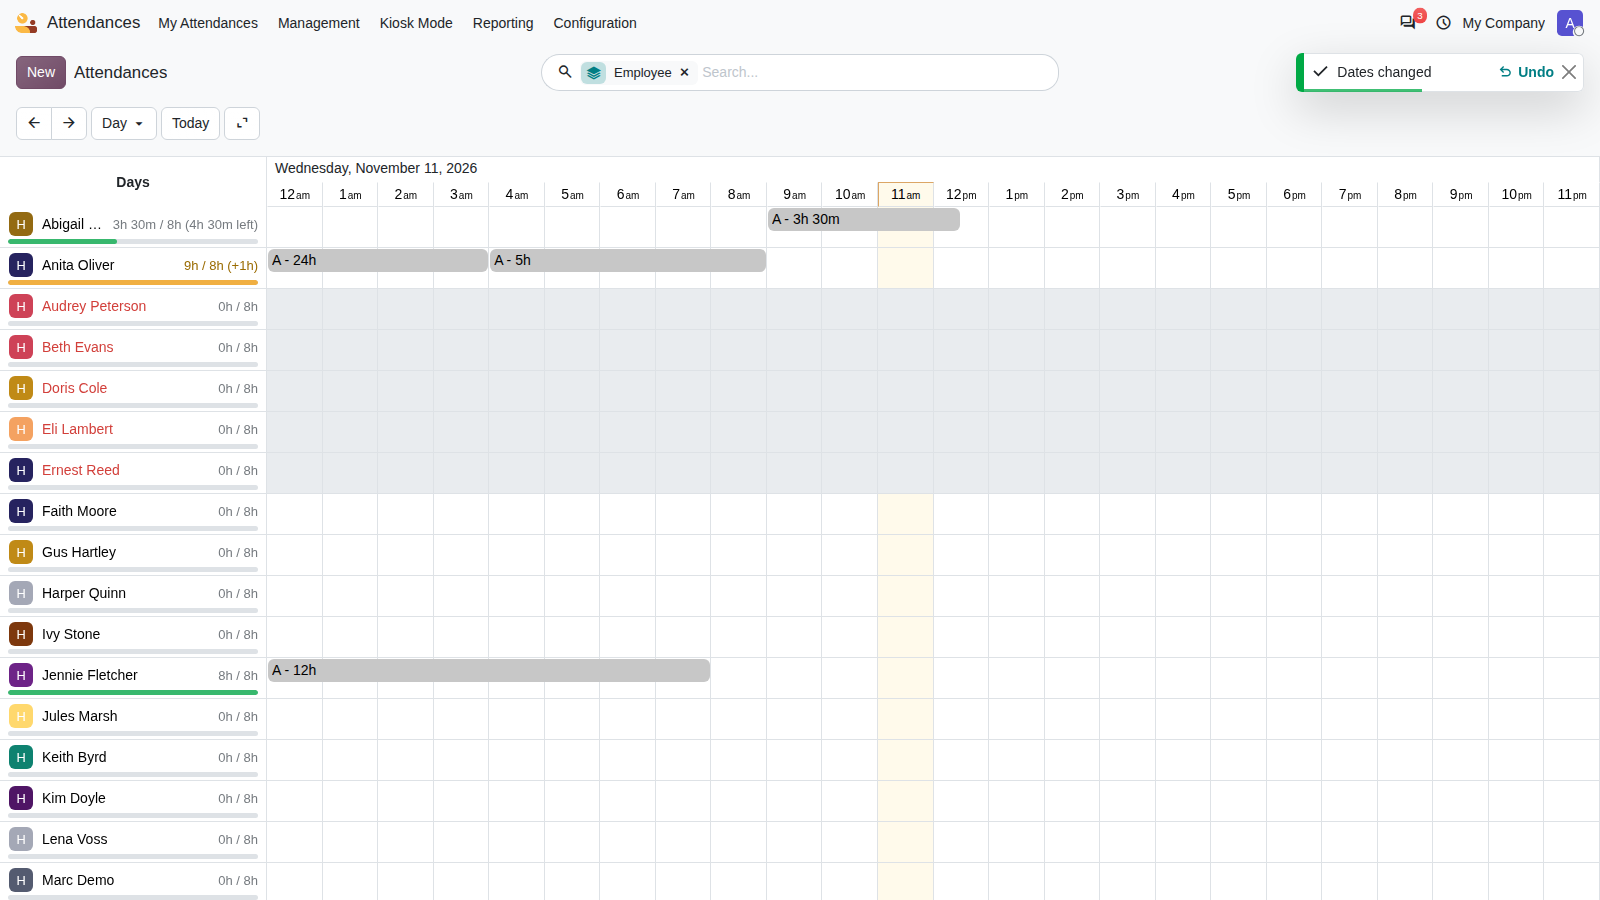 Attendances My Attendances Management Kiosk Mode Reporting Configuration 3 My Company A
New Attendances Employee Search... Dates changed Undo
Day Today
Wednesday, November 11, 2026
Days
12am 1am 2am 3am 4am 5am 6am 7am 8am 9am 10am 11am 12pm 1pm 2pm 3pm 4pm 5pm 6pm 7pm 8pm 9pm 10pm 11pm
H Abigail ... 3h 30m / 8h (4h 30m left) A - 3h 30m
H Anita Oliver 9h / 8h (+1h) A - 24h A - 5h
H Audrey Peterson 0h / 8h
H Beth Evans 0h / 8h
H Doris Cole 0h / 8h
H Eli Lambert 0h / 8h
H Ernest Reed 0h / 8h
H Faith Moore 0h / 8h
H Gus Hartley 0h / 8h
H Harper Quinn 0h / 8h
H Ivy Stone 0h / 8h
H Jennie Fletcher 8h / 8h A - 12h
H Jules Marsh 0h / 8h
H Keith Byrd 0h / 8h
H Kim Doyle 0h / 8h
H Lena Voss 0h / 8h
H Marc Demo 0h / 8h